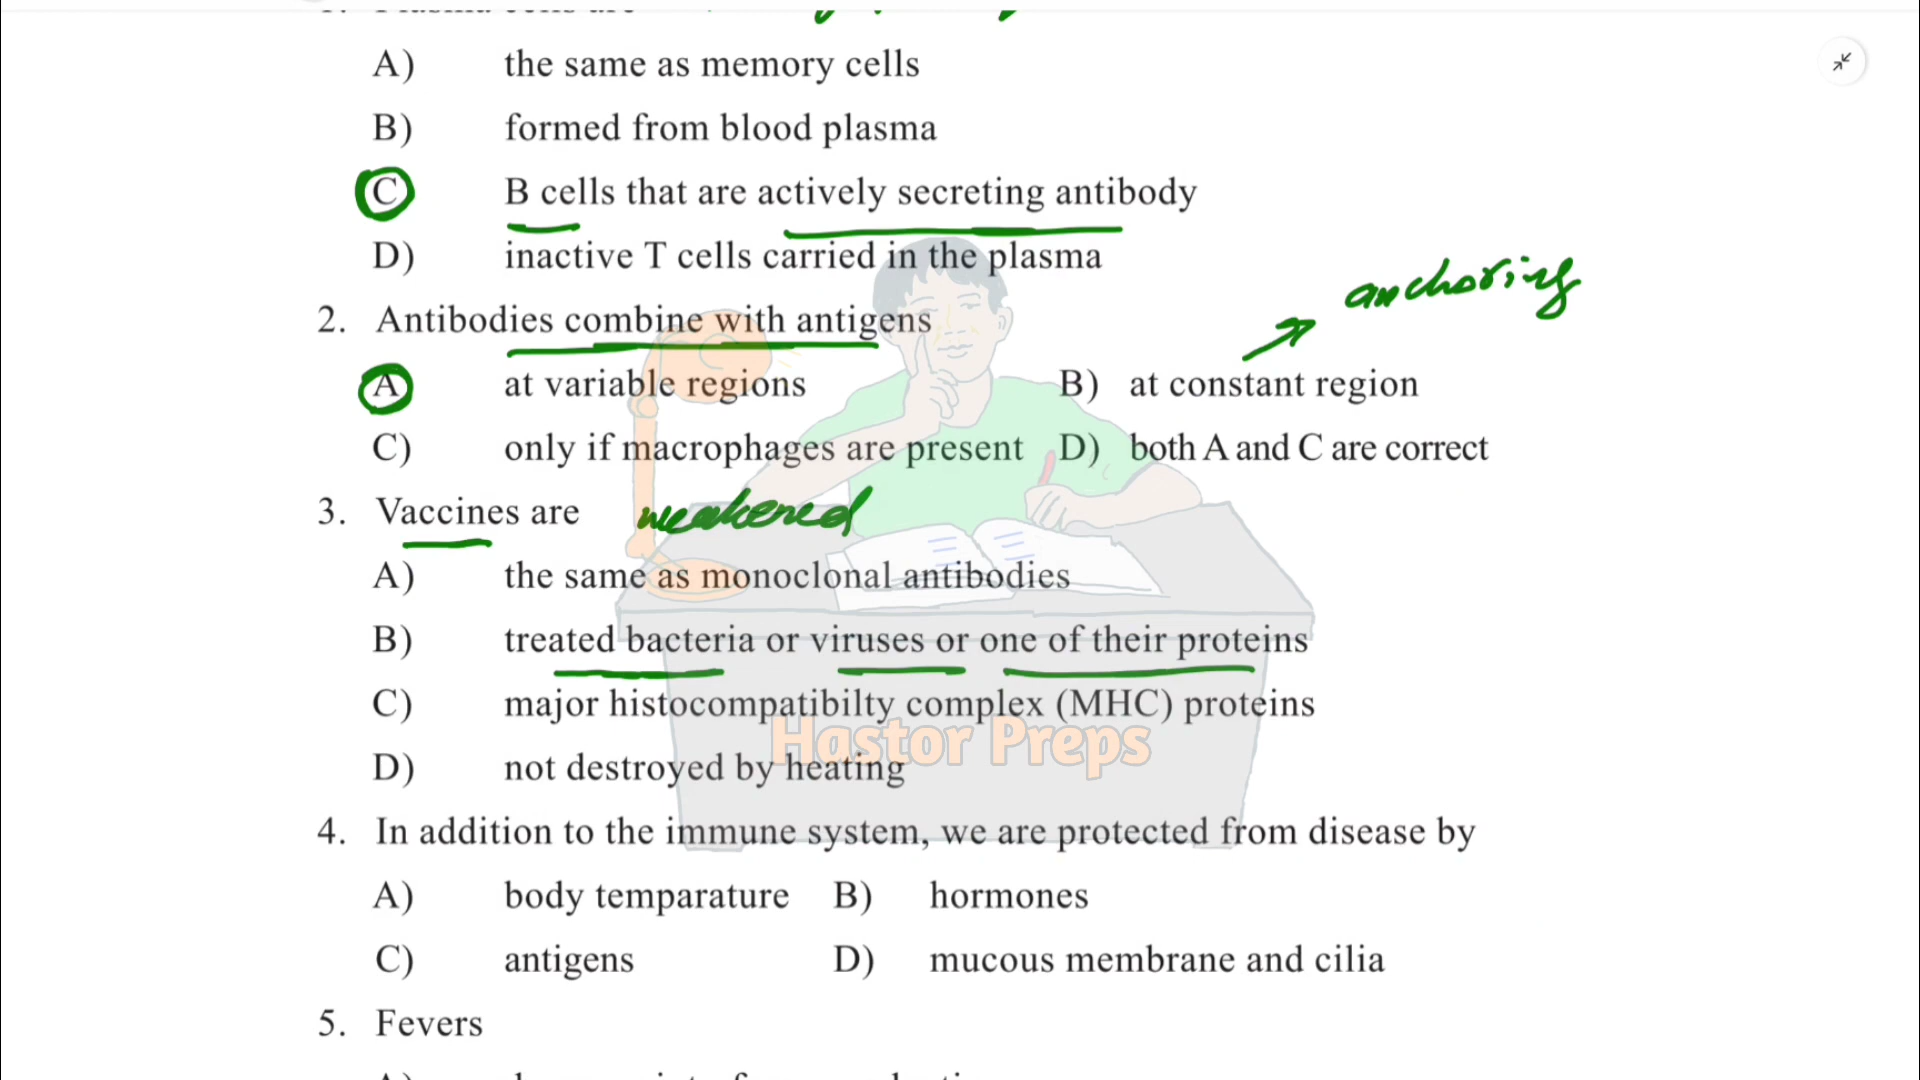 A) the same as memory cells
B) formed from blood plasma
C B cells that are actively secreting antibody
D) inactive T cells carried in the plasma
anchoring
2. Antibodies combine with antigens
A at variable regions B) at constant region
C) only if macrophages are present D) both A and C are correct
3. Vaccines are weakened
A) the same as monoclonal antibodies
B) treated bacteria or viruses or one of their proteins
C) major histocompatibilty complex (MHC) proteins
Hastor Preps
D) not destroyed by heating
4. In addition to the immune system, we are protected from disease by
A) body temparature B) hormones
C) antigens D) mucous membrane and cilia
5. Fevers